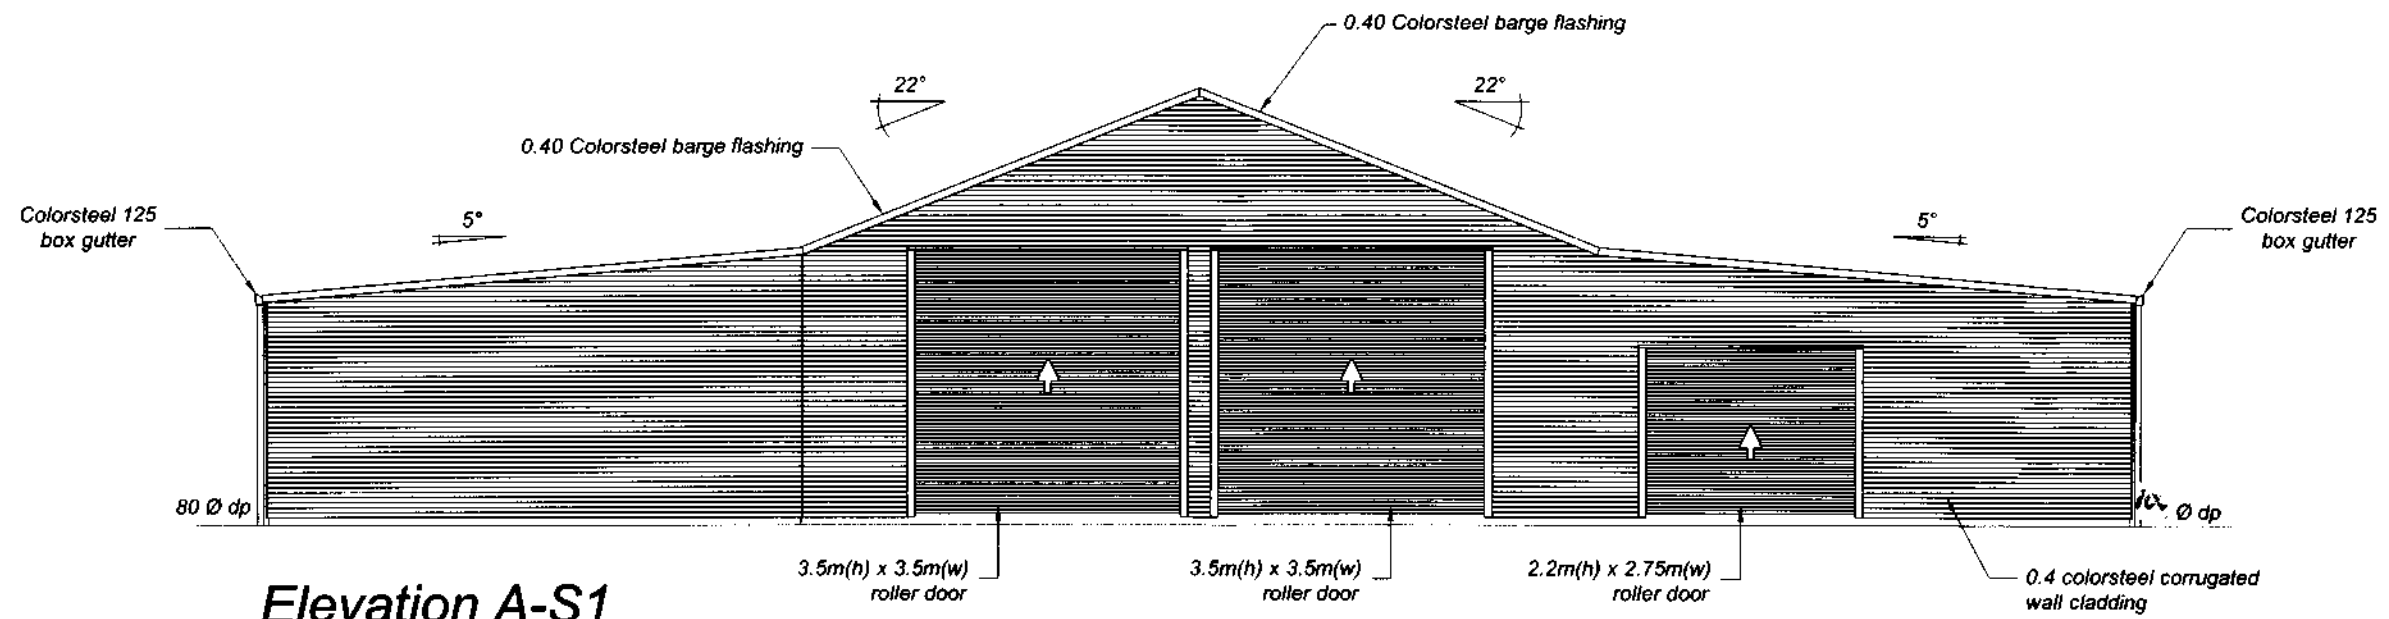 0.40 Colorsteel barge flashing
22°
22°
0.40 Colorsteel barge flashing
Colorsteel 125
box gutter
5°
5°
Colorsteel 125
box gutter
80 Ø dp
Ø dp
3.5m(h) x 3.5m(w)
roller door
3.5m(h) x 3.5m(w)
roller door
2.2m(h) x 2.75m(w)
roller door
0.4 colorsteel corrugated
wall cladding
Elevation A-S1